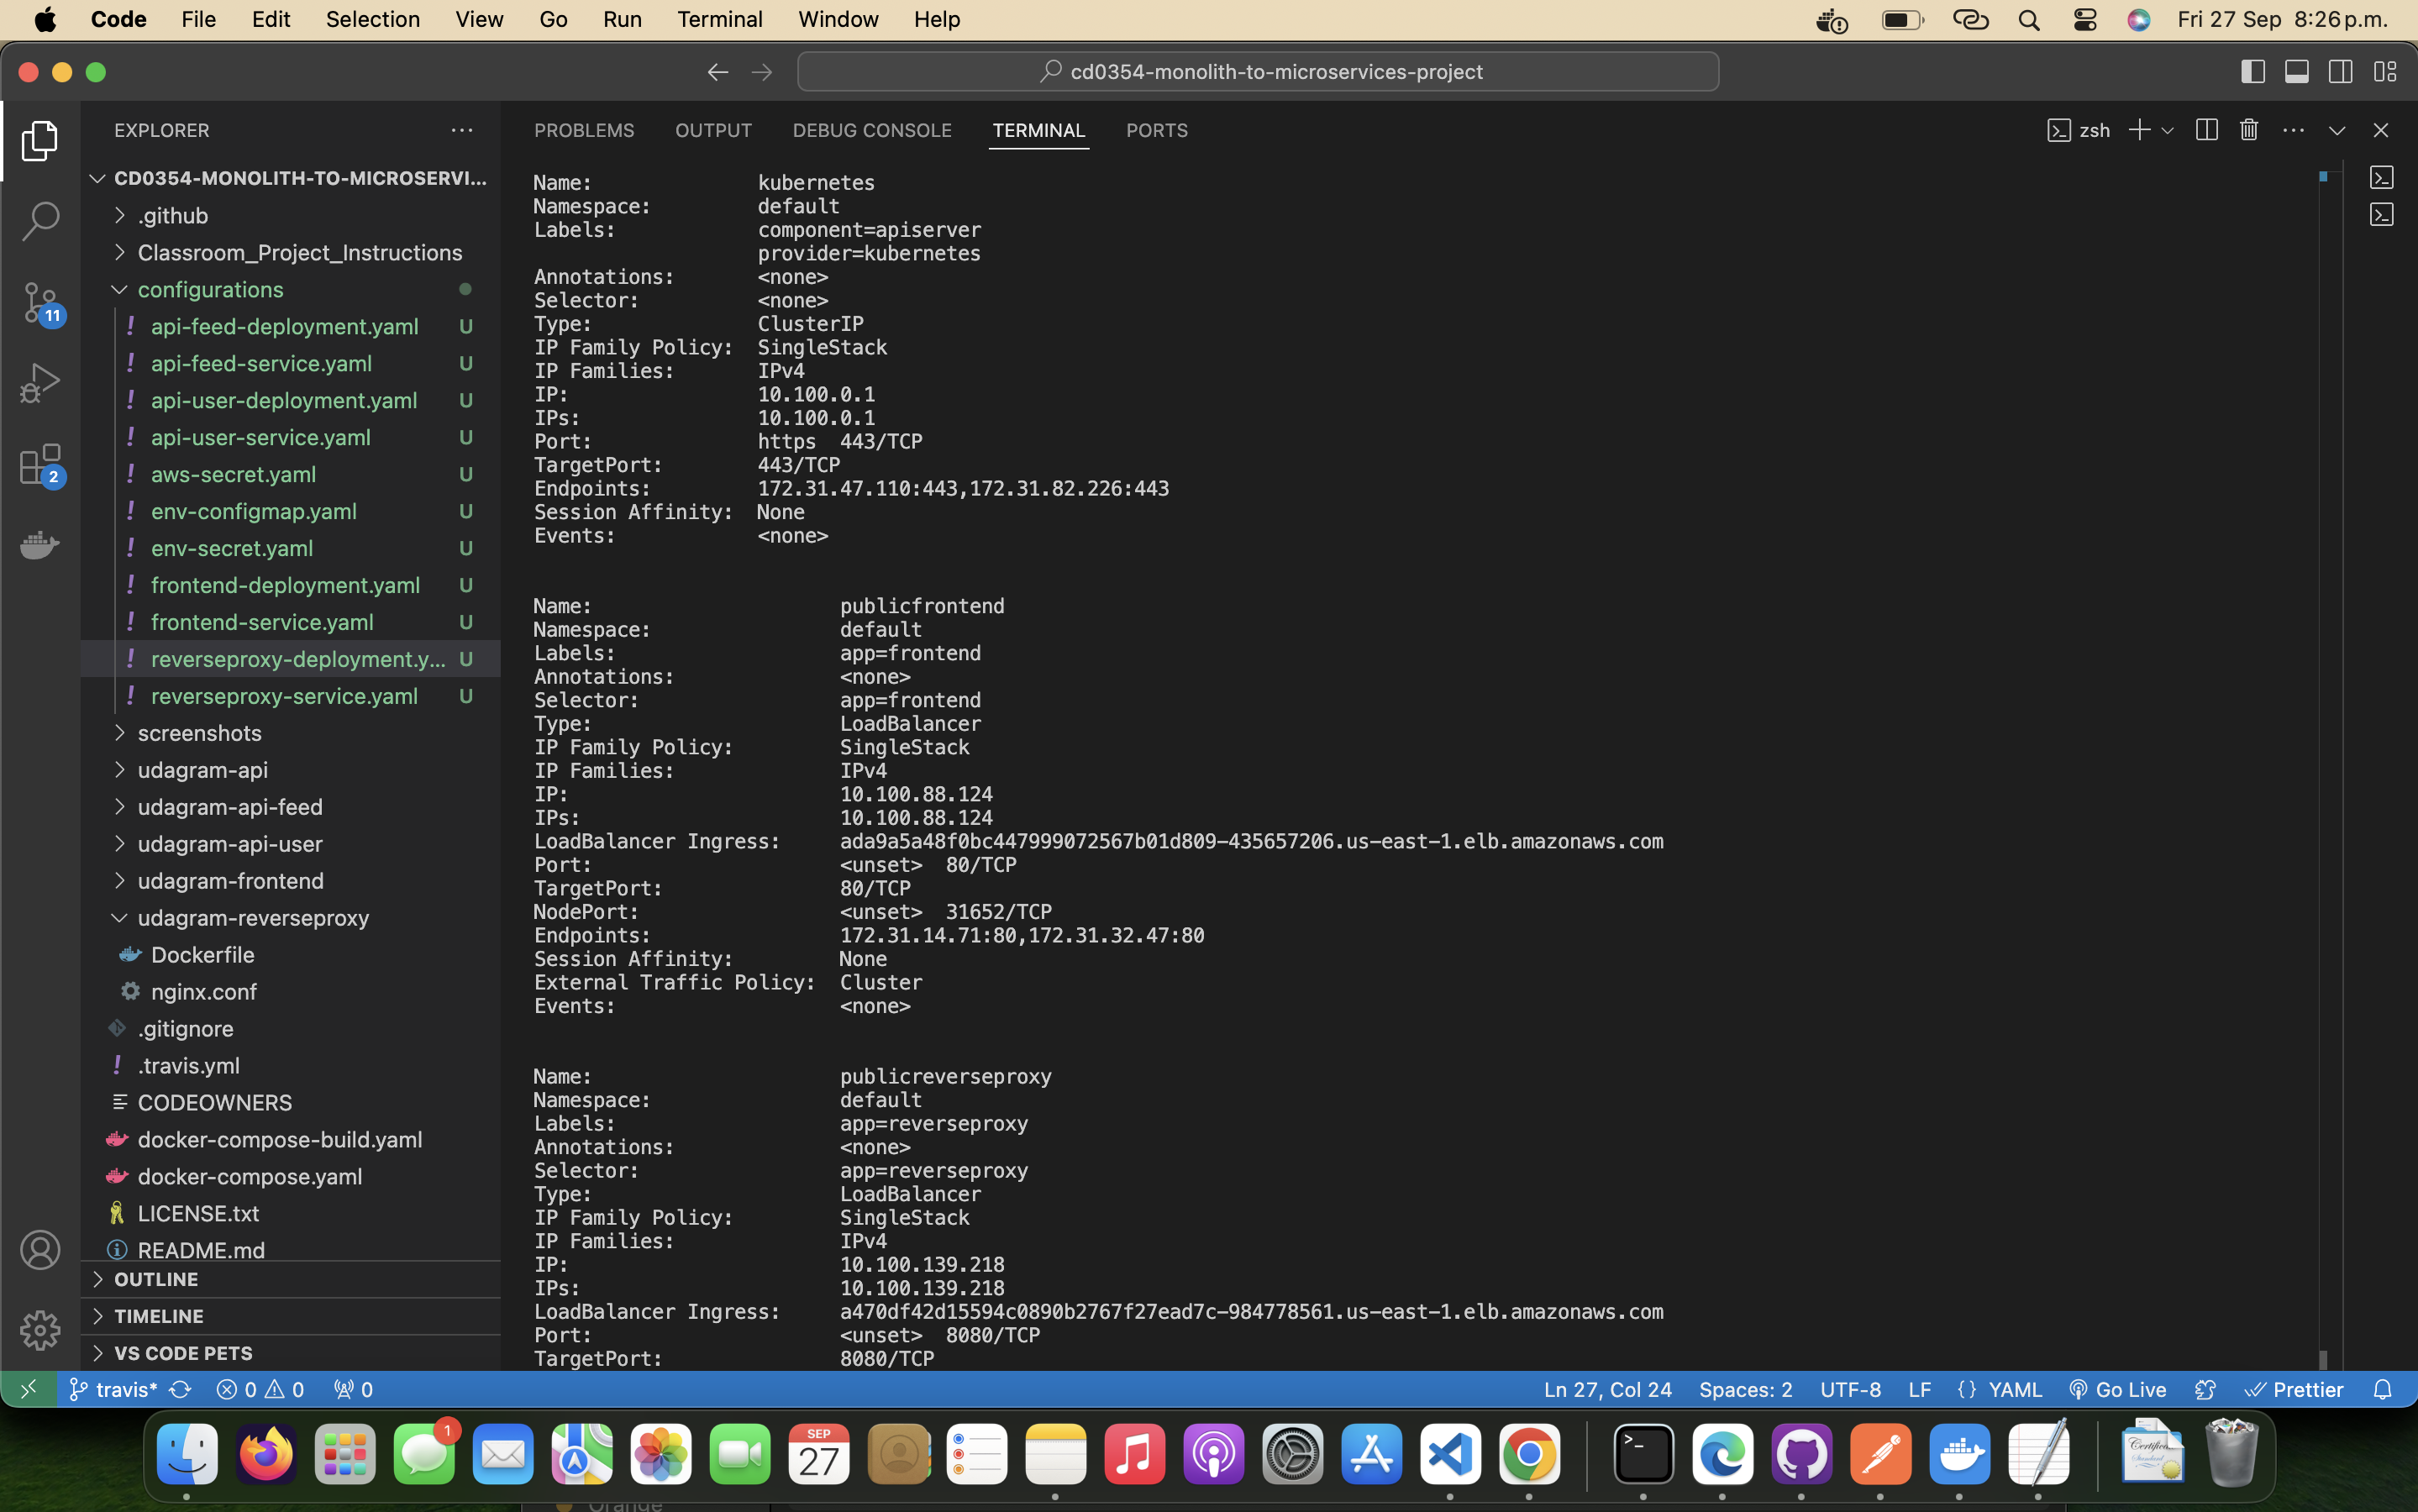 Code File Edit Selection View Go Run Terminal Window Help Fri 27 Sep 8:26 p.m.
cd0354-monolith-to-microservices-project
EXPLORER
CD0354-MONOLITH-TO-MICROSERVI...
.github
Classroom_Project_Instructions
configurations
api-feed-deployment.yaml U
api-feed-service.yaml U
api-user-deployment.yaml U
api-user-service.yaml U
aws-secret.yaml U
env-configmap.yaml U
env-secret.yaml U
frontend-deployment.yaml U
frontend-service.yaml U
reverseproxy-deployment.y... U
reverseproxy-service.yaml U
screenshots
udagram-api
udagram-api-feed
udagram-api-user
udagram-frontend
udagram-reverseproxy
Dockerfile
nginx.conf
.gitignore
.travis.yml
CODEOWNERS
docker-compose-build.yaml
docker-compose.yaml
LICENSE.txt
README.md
OUTLINE
TIMELINE
VS CODE PETS
11
2
PROBLEMS OUTPUT DEBUG CONSOLE TERMINAL PORTS zsh
Name: kubernetes
Namespace: default
Labels: component=apiserver
provider=kubernetes
Annotations: <none>
Selector: <none>
Type: ClusterIP
IP Family Policy: SingleStack
IP Families: IPv4
IP: 10.100.0.1
IPs: 10.100.0.1
Port: https 443/TCP
TargetPort: 443/TCP
Endpoints: 172.31.47.110:443,172.31.82.226:443
Session Affinity: None
Events: <none>
Name: publicfrontend
Namespace: default
Labels: app=frontend
Annotations: <none>
Selector: app=frontend
Type: LoadBalancer
IP Family Policy: SingleStack
IP Families: IPv4
IP: 10.100.88.124
IPs: 10.100.88.124
LoadBalancer Ingress: ada9a5a48f0bc447999072567b01d809-435657206.us-east-1.elb.amazonaws.com
Port: <unset> 80/TCP
TargetPort: 80/TCP
NodePort: <unset> 31652/TCP
Endpoints: 172.31.14.71:80,172.31.32.47:80
Session Affinity: None
External Traffic Policy: Cluster
Events: <none>
Name: publicreverseproxy
Namespace: default
Labels: app=reverseproxy
Annotations: <none>
Selector: app=reverseproxy
Type: LoadBalancer
IP Family Policy: SingleStack
IP Families: IPv4
IP: 10.100.139.218
IPs: 10.100.139.218
LoadBalancer Ingress: a470df42d15594c0890b2767f27ead7c-984778561.us-east-1.elb.amazonaws.com
Port: <unset> 8080/TCP
TargetPort: 8080/TCP
travis* 0 0 0 Ln 27, Col 24 Spaces: 2 UTF-8 LF {} YAML Go Live Prettier
1
SEP
27
Orange